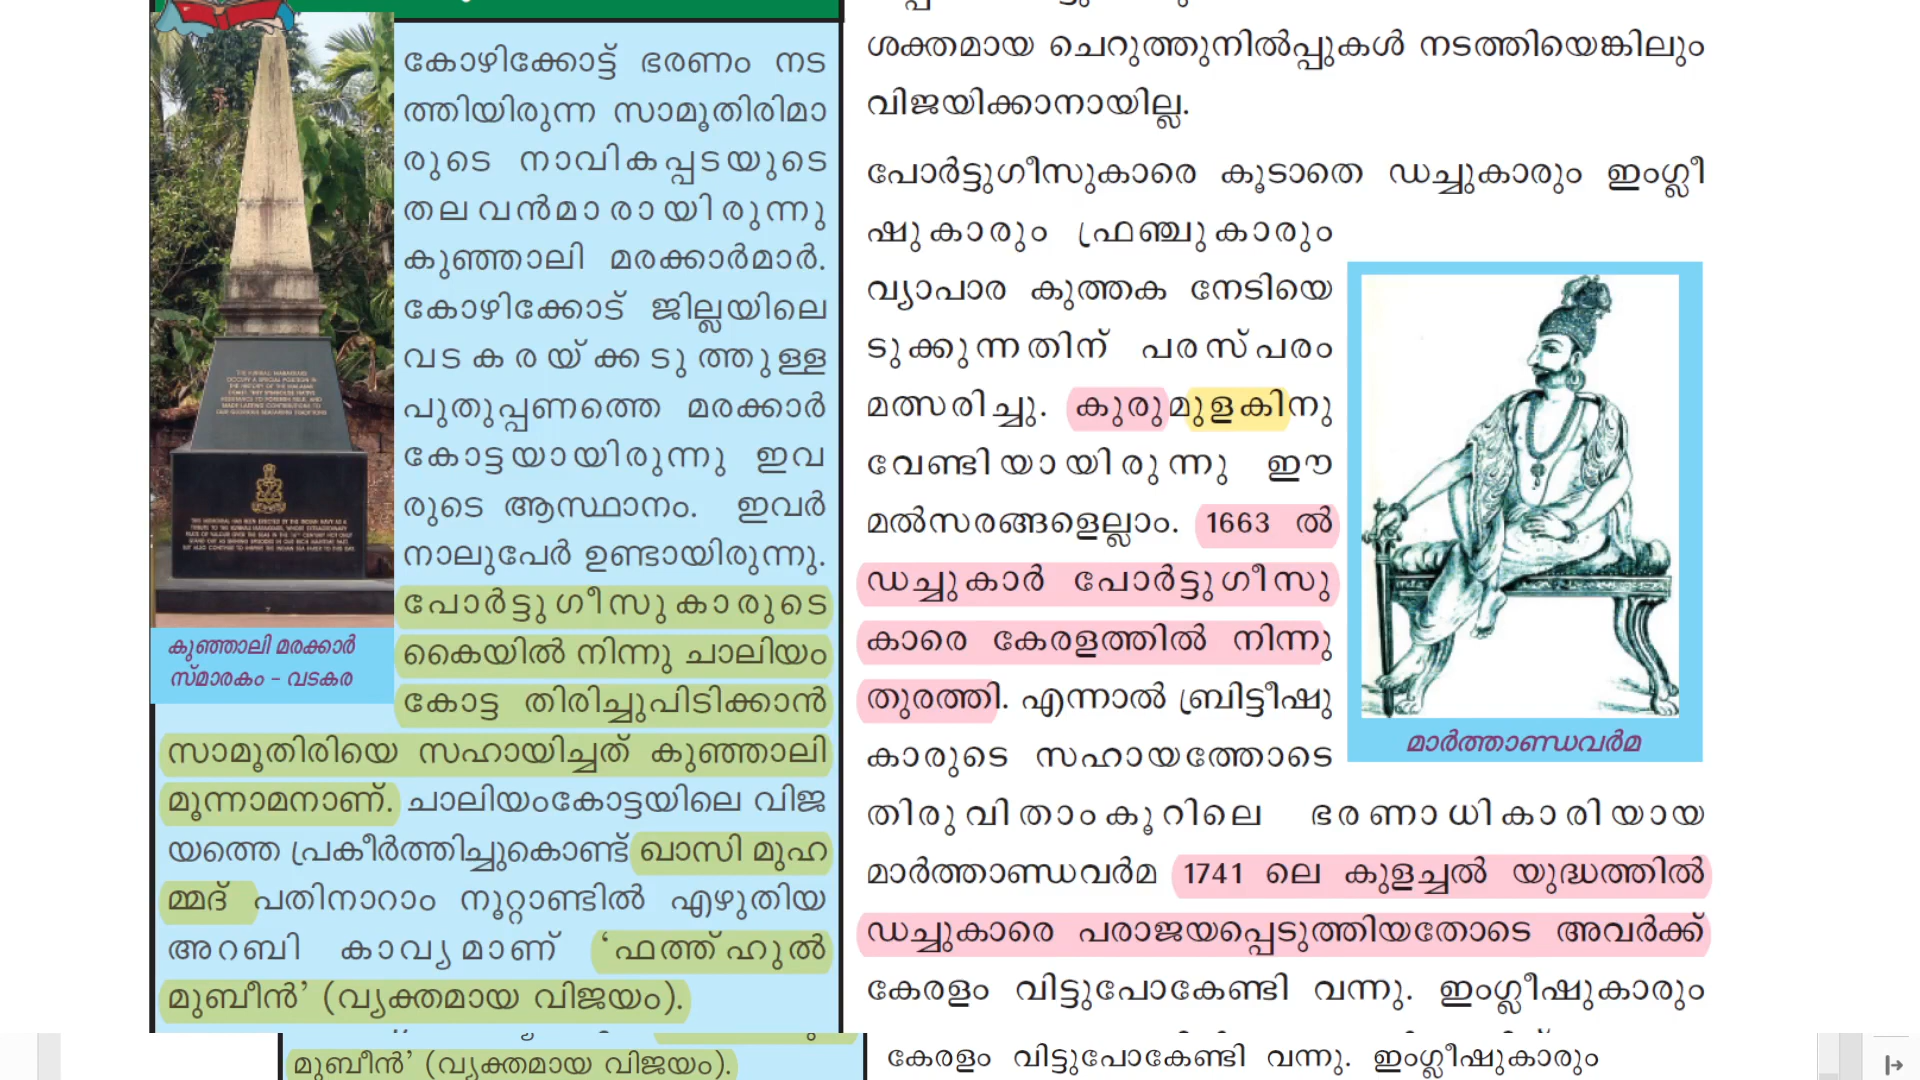 കോഴിക്കോട്ട് ഭരണം നട
ത്തിയിരുന്ന സാമൂതിരിമാ
രുടെ നാവികപ്പടയുടെ
തലവൻമാരായിരുന്നു
കുഞ്ഞാലി മരക്കാർമാർ.
കോഴിക്കോട് ജില്ലയിലെ
വടകരയ്ക്കടുത്തുള്ള
പുതുപ്പണത്തെ മരക്കാർ
കോട്ടയായിരുന്നു ഇവ
രുടെ ആസ്ഥാനം. ഇവർ
നാലുപേർ ഉണ്ടായിരുന്നു.
പോർട്ടുഗീസുകാരുടെ
കൈയിൽ നിന്നു ചാലിയം
കോട്ട തിരിച്ചുപിടിക്കാൻ
സാമൂതിരിയെ സഹായിച്ചത് കുഞ്ഞാലി
മൂന്നാമനാണ്. ചാലിയംകോട്ടയിലെ വിജ
യത്തെ പ്രകീർത്തിച്ചുകൊണ്ട് ഖാസി മുഹ
മ്മദ് പതിനാറാം നൂറ്റാണ്ടിൽ എഴുതിയ
അറബി കാവ്യമാണ് ‘ഫത്ത്ഹുൽ
മുബീൻ’ (വ്യക്തമായ വിജയം).
കുഞ്ഞാലി മരക്കാർ
സ്മാരകം - വടകര
മുബീൻ’ (വ്യക്തമായ വിജയം).
ശക്തമായ ചെറുത്തുനിൽപ്പുകൾ നടത്തിയെങ്കിലും
വിജയിക്കാനായില്ല.
പോർട്ടുഗീസുകാരെ കൂടാതെ ഡച്ചുകാരും ഇംഗ്ലീ
ഷുകാരും ഫ്രഞ്ചുകാരും
വ്യാപാര കുത്തക നേടിയെ
ടുക്കുന്നതിന് പരസ്പരം
മത്സരിച്ചു. കുരുമുളകിനു
വേണ്ടിയായിരുന്നു ഈ
മൽസരങ്ങളെല്ലാം. 1663 ൽ
ഡച്ചുകാർ പോർട്ടുഗീസു
കാരെ കേരളത്തിൽ നിന്നു
തുരത്തി. എന്നാൽ ബ്രിട്ടീഷു
കാരുടെ സഹായത്തോടെ
തിരുവിതാംകൂറിലെ ഭരണാധികാരിയായ
മാർത്താണ്ഡവർമ 1741 ലെ കുളച്ചൽ യുദ്ധത്തിൽ
ഡച്ചുകാരെ പരാജയപ്പെടുത്തിയതോടെ അവർക്ക്
കേരളം വിട്ടുപോകേണ്ടി വന്നു. ഇംഗ്ലീഷുകാരും
മാർത്താണ്ഡവർമ
കേരളം വിട്ടുപോകേണ്ടി വന്നു. ഇംഗ്ലീഷുകാരും